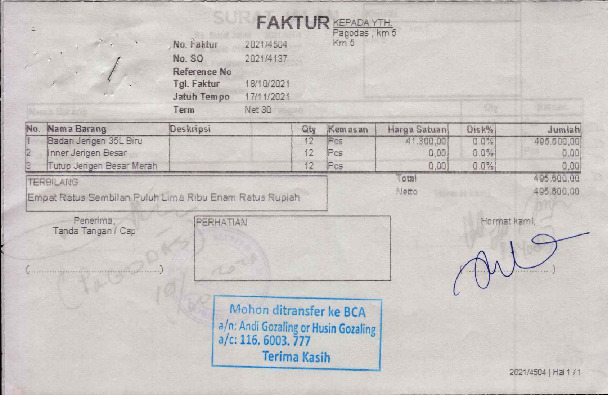 FAKTUR
KEPADA YTH.
Pagodas , km 5
Km 5
No. Faktur 2021/4504
No. SO 2021/4137
Reference No
Tgl. Faktur 18/10/2021
Jatuh Tempo 17/11/2021
Term Net 30
No. Nama Barang Deskripsi Qty Kemasan Harga Satuan Disk% Jumlah
1 Badan Jerigen 35L Biru 12 Pcs 41.300,00 0.0% 495.600,00
2 Inner Jerigen Besar 12 Pcs 0,00 0.0% 0,00
3 Tutup Jerigen Besar Merah 12 Pcs 0,00 0.0% 0,00
Total 495.600,00
Netto 495.600,00
TERBILANG
Empat Ratus Sembilan Puluh Lima Ribu Enam Ratus Rupiah
Penerima,
Tanda Tangan / Cap
PERHATIAN
Hormat kami,
Mohon ditransfer ke BCA
a/n: Andi Gozaling or Husin Gozaling
a/c: 116. 6003. 777
Terima Kasih
2021/4504 | Hal 1 / 1